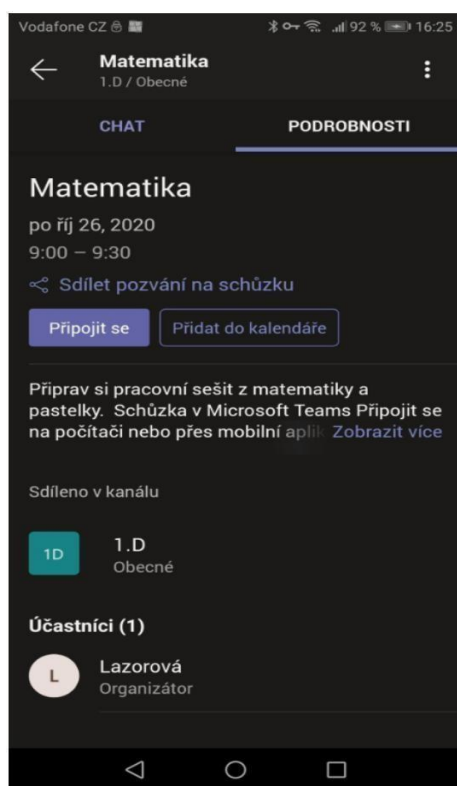 Vodafone CZ 92 % 16:25
Matematika
1.D / Obecné
CHAT PODROBNOSTI
Matematika
po říj 26, 2020
9:00 – 9:30
Sdílet pozvání na schůzku
Připojit se Přidat do kalendáře
Připrav si pracovní sešit z matematiky a
pastelky. Schůzka v Microsoft Teams Připojit se
na počítači nebo přes mobilní aplik Zobrazit více
Sdíleno v kanálu
1D 1.D
Obecné
Účastníci (1)
L Lazorová
Organizátor